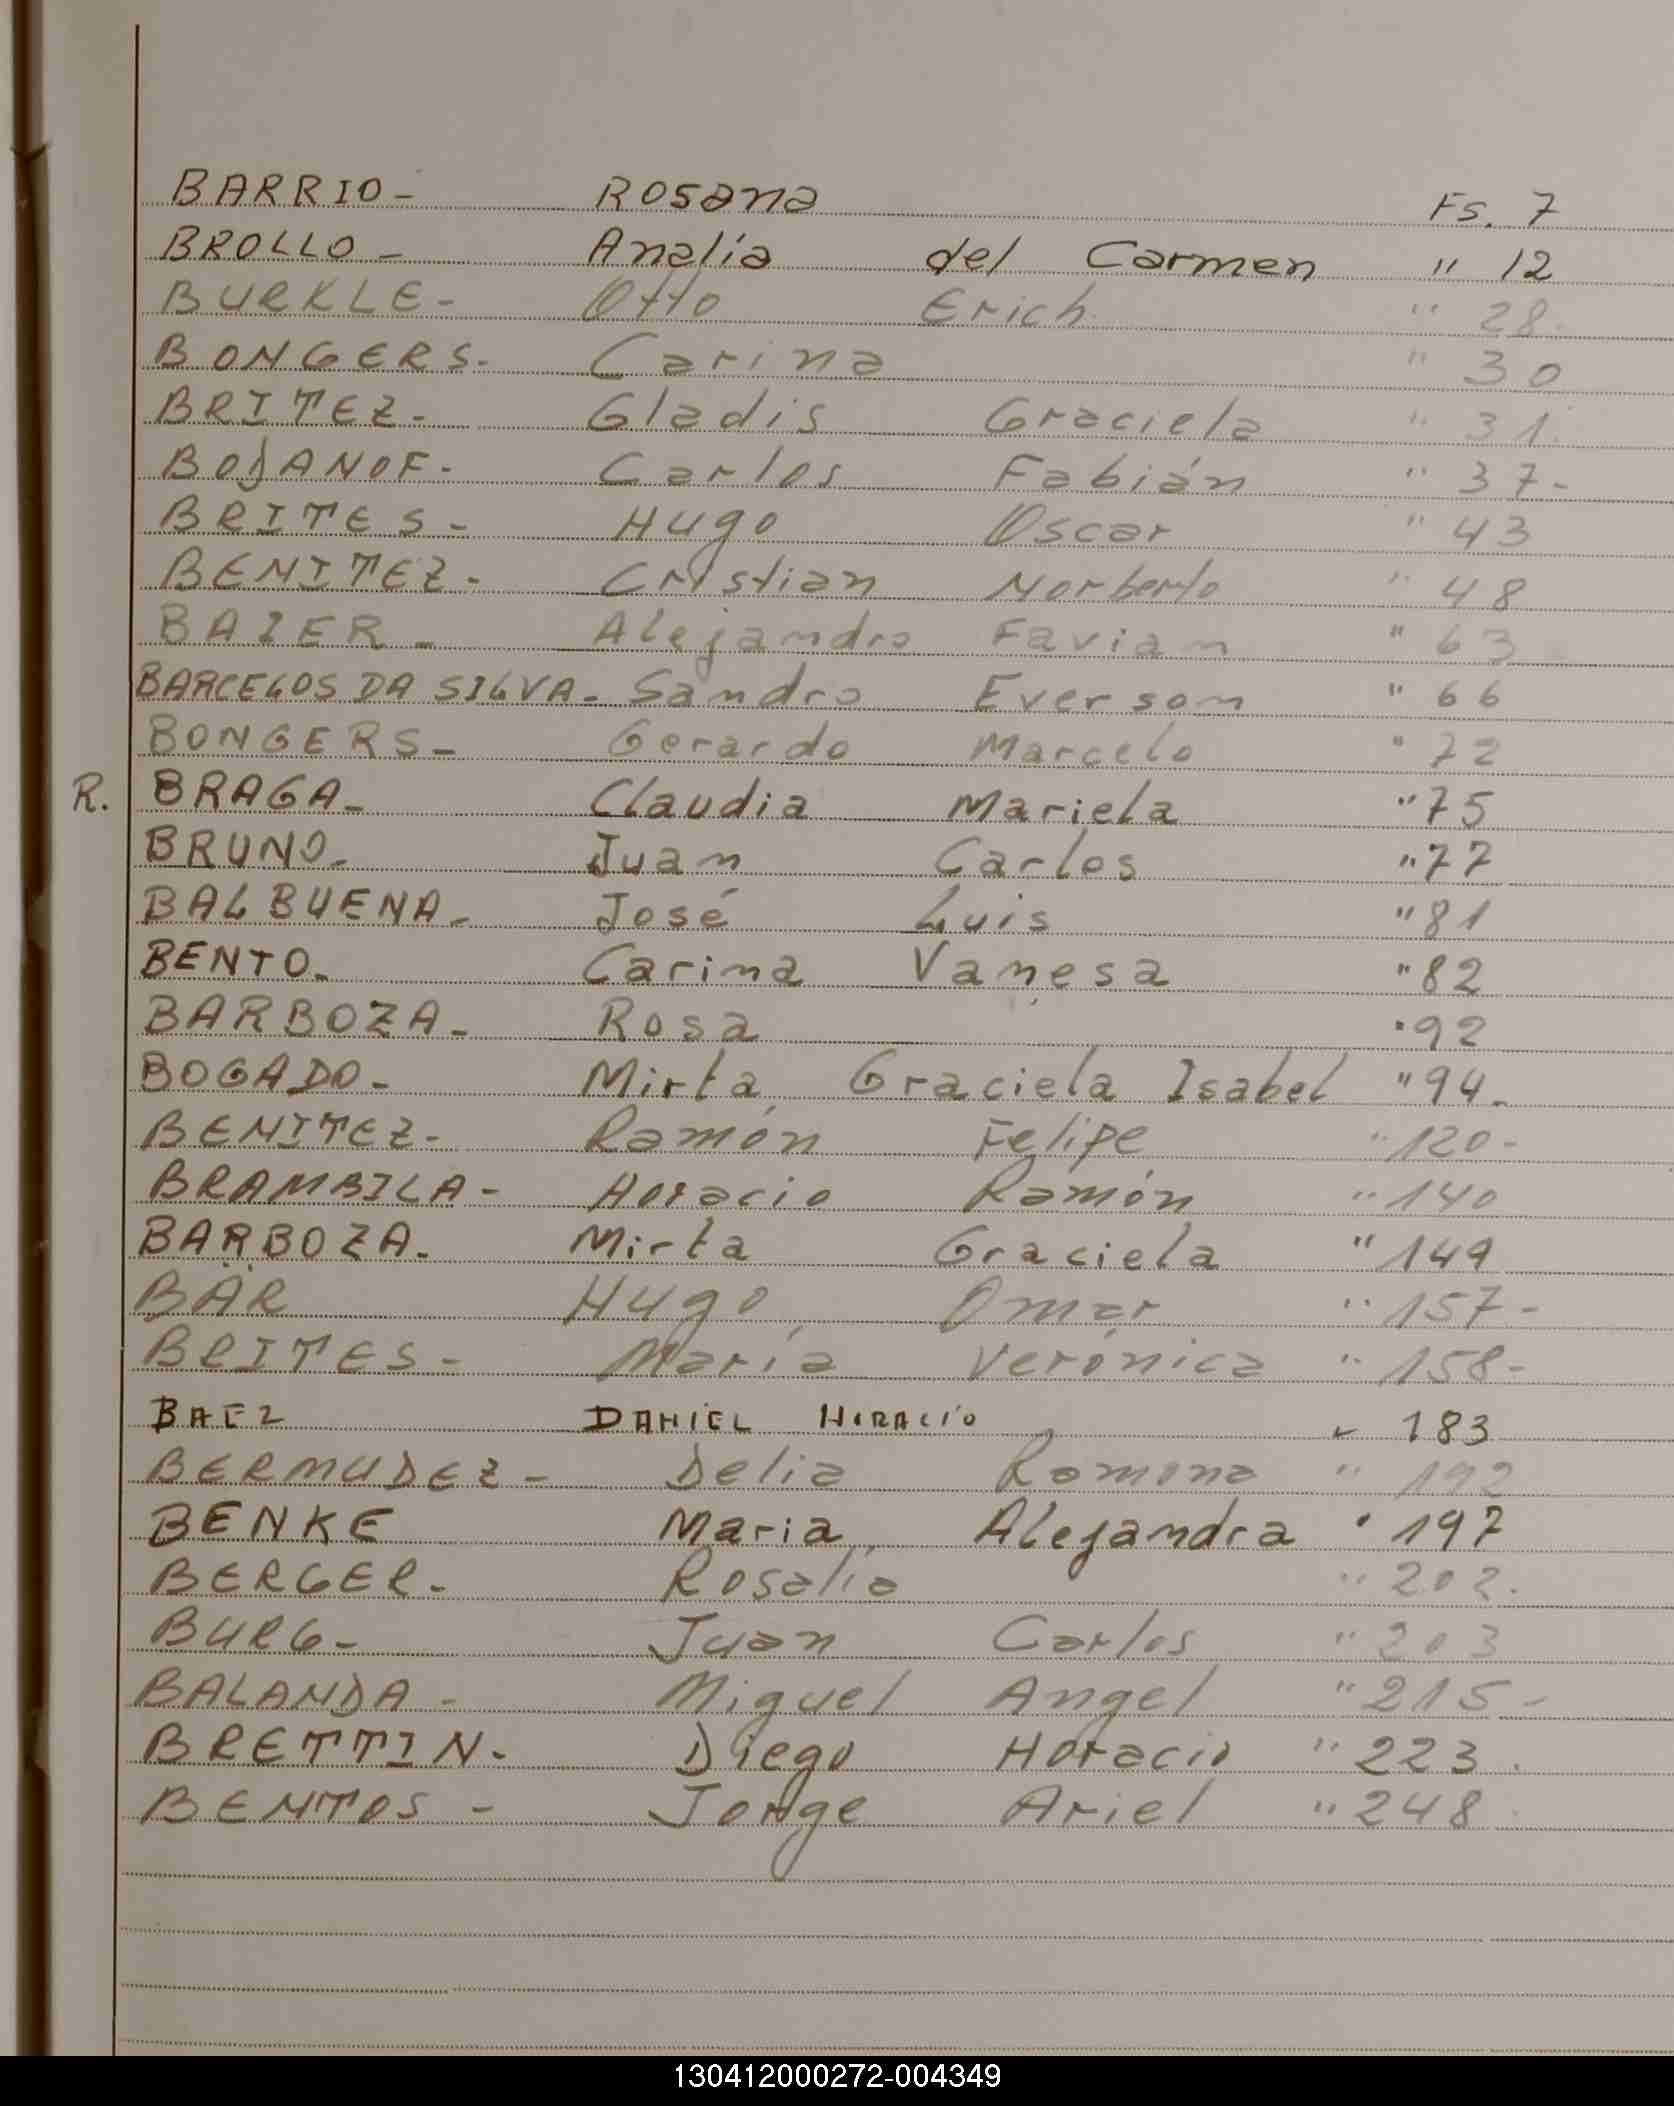 BARRIO- Rosana Fs. 7
BROLLO- Analía del Carmen " 12
BURKLE- Otto Erich " 28.
BONGERS- Carina " 30
BRITEZ- Gladis Graciela " 31.
BOJANOF- Carlos Fabián " 37-
BRITES- Hugo Oscar " 43
BENITEZ- Cristian Norberto " 48
BAIER- Alejandro Favian " 63
BARCELOS DA SILVA- Sandro Everson " 66
BONGERS- Gerardo Marcelo " 72
R. BRAGA- Claudia Mariela " 75
BRUNO- Juan Carlos " 77
BALBUENA- José Luis " 81
BENTO- Carina Vanesa " 82
BARBOZA- Rosa " 92
BOGADO- Mirta Graciela Isabel " 94-
BENITEZ- Ramón Felipe " 120-
BRAMBILA- Horacio Ramón " 140
BARBOZA- Mirta Graciela " 149
BÄR Hugo Omar " 157-
BRITES- María Verónica " 158-
BAEZ DANIEL HORACIO " 183
BERMUDEZ- Delia Ramona " 192
BENKE Maria Alejandra " 197
BERGER- Rosalía " 202.
BURG- Juan Carlos " 203
BALANDA- Miguel Angel " 215-
BRETTIN- Diego Horacio " 223.
BENTOS- Jorge Ariel " 248.
130412000272-004349